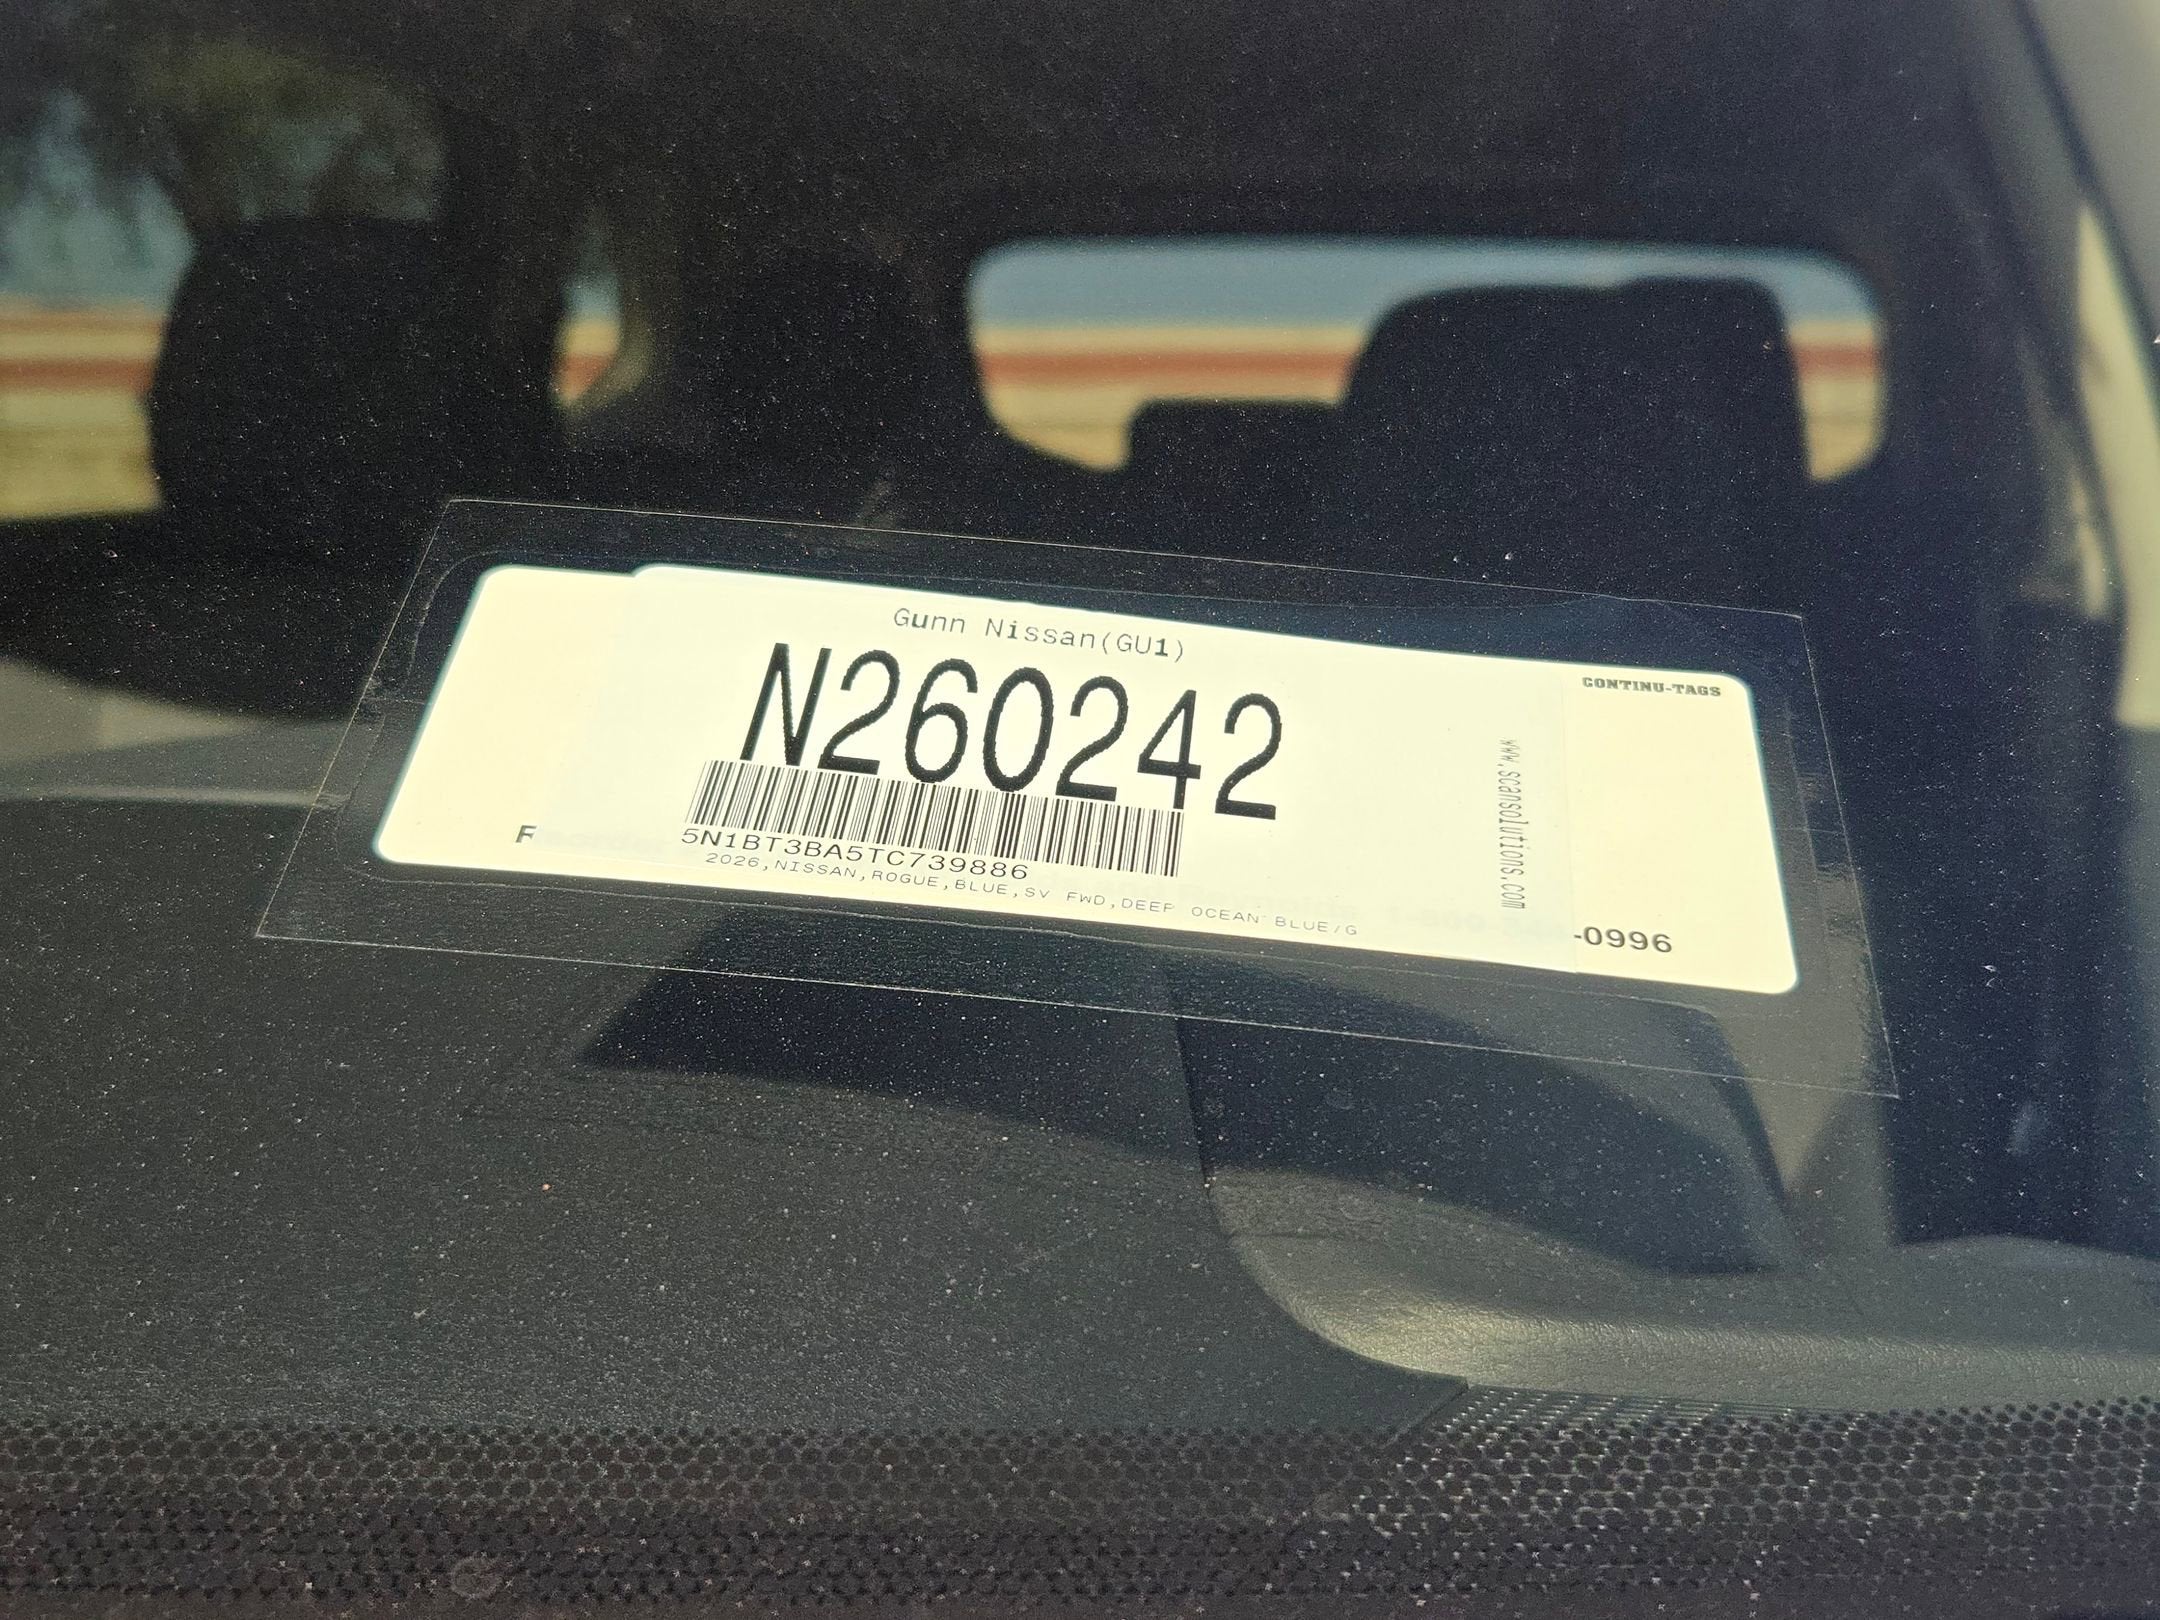 Gunn Nissan(GU1)
CONTINU-TAGS
N260242
www.scansolutions.com
5N1BT3BA5TC739886
2026,NISSAN,ROGUE,BLUE,SV FWD,DEEP OCEAN BLUE/G
-0996